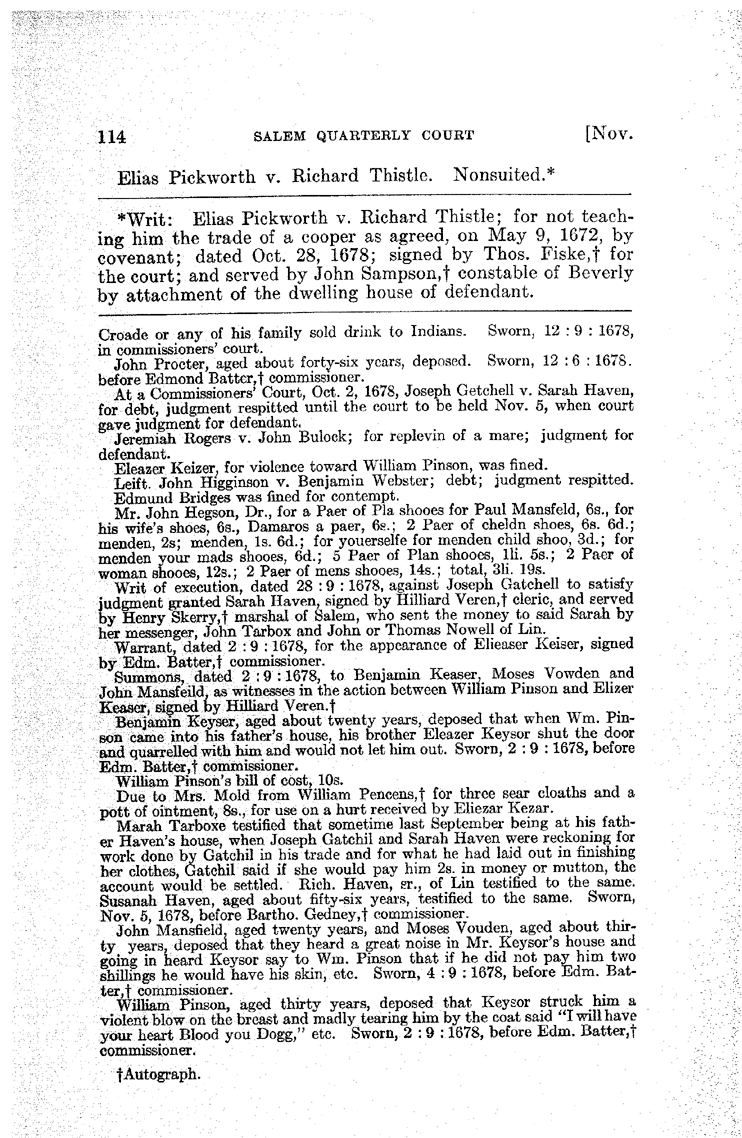 114 SALEM QUARTERLY COURT [Nov.
Elias Pickworth v. Richard Thistle. Nonsuited.*
*Writ: Elias Pickworth v. Richard Thistle; for not teach-
ing him the trade of a cooper as agreed, on May 9, 1672, by
covenant; dated Oct. 28, 1678; signed by Thos. Fiske,† for
the court; and served by John Sampson,† constable of Beverly
by attachment of the dwelling house of defendant.
Croade or any of his family sold drink to Indians. Sworn, 12 : 9 : 1678,
in commissioners' court.
John Procter, aged about forty-six years, deposed. Sworn, 12 : 6 : 1678.
before Edmond Batter,† commissioner.
At a Commissioners' Court, Oct. 2, 1678, Joseph Getchell v. Sarah Haven,
for debt, judgment respitted until the court to be held Nov. 5, when court
gave judgment for defendant.
Jeremiah Rogers v. John Bulock; for replevin of a mare; judgment for
defendant.
Eleazer Keizer, for violence toward William Pinson, was fined.
Leift. John Higginson v. Benjamin Webster; debt; judgment respitted.
Edmund Bridges was fined for contempt.
Mr. John Hegson, Dr., for a Paer of Pla shooes for Paul Mansfeld, 6s., for
his wife's shoes, 6s., Damaros a paer, 6s.; 2 Paer of cheldn shoes, 6s. 6d.;
menden, 2s; menden, 1s. 6d.; for youerselfe for menden child shoo, 3d.; for
menden your mads shooes, 6d.; 5 Paer of Plan shooes, 1li. 5s.; 2 Paer of
woman shooes, 12s.; 2 Paer of mens shooes, 14s.; total, 3li. 19s.
Writ of execution, dated 28 : 9 : 1678, against Joseph Gatchell to satisfy
judgment granted Sarah Haven, signed by Hilliard Veren,† cleric, and served
by Henry Skerry,† marshal of Salem, who sent the money to said Sarah by
her messenger, John Tarbox and John or Thomas Nowell of Lin.
Warrant, dated 2 : 9 : 1678, for the appearance of Elieaser Keiser, signed
by Edm. Batter,† commissioner.
Summons, dated 2 : 9 : 1678, to Benjamin Keaser, Moses Vowden and
John Mansfeild, as witnesses in the action between William Pinson and Elizer
Keaser, signed by Hilliard Veren.†
Benjamin Keyser, aged about twenty years, deposed that when Wm. Pin-
son came into his father's house, his brother Eleazer Keysor shut the door
and quarrelled with him and would not let him out. Sworn, 2 : 9 : 1678, before
Edm. Batter,† commissioner.
William Pinson's bill of cost, 10s.
Due to Mrs. Mold from William Pencens,† for three sear cloaths and a
pott of ointment, 8s., for use on a hurt received by Eliezar Kezar.
Marah Tarboxe testified that sometime last September being at his fath-
er Haven's house, when Joseph Gatchil and Sarah Haven were reckoning for
work done by Gatchil in his trade and for what he had laid out in finishing
her clothes, Gatchil said if she would pay him 2s. in money or mutton, the
account would be settled. Rich. Haven, sr., of Lin testified to the same.
Susanah Haven, aged about fifty-six years, testified to the same. Sworn,
Nov. 5, 1678, before Bartho. Gedney,† commissioner.
John Mansfield, aged twenty years, and Moses Vouden, aged about thir-
ty years, deposed that they heard a great noise in Mr. Keysor's house and
going in heard Keysor say to Wm. Pinson that if he did not pay him two
shillings he would have his skin, etc. Sworn, 4 : 9 : 1678, before Edm. Bat-
ter,† commissioner.
William Pinson, aged thirty years, deposed that Keysor struck him a
violent blow on the breast and madly tearing him by the coat said "I will have
your heart Blood you Dogg," etc. Sworn, 2 : 9 : 1678, before Edm. Batter,†
commissioner.
†Autograph.